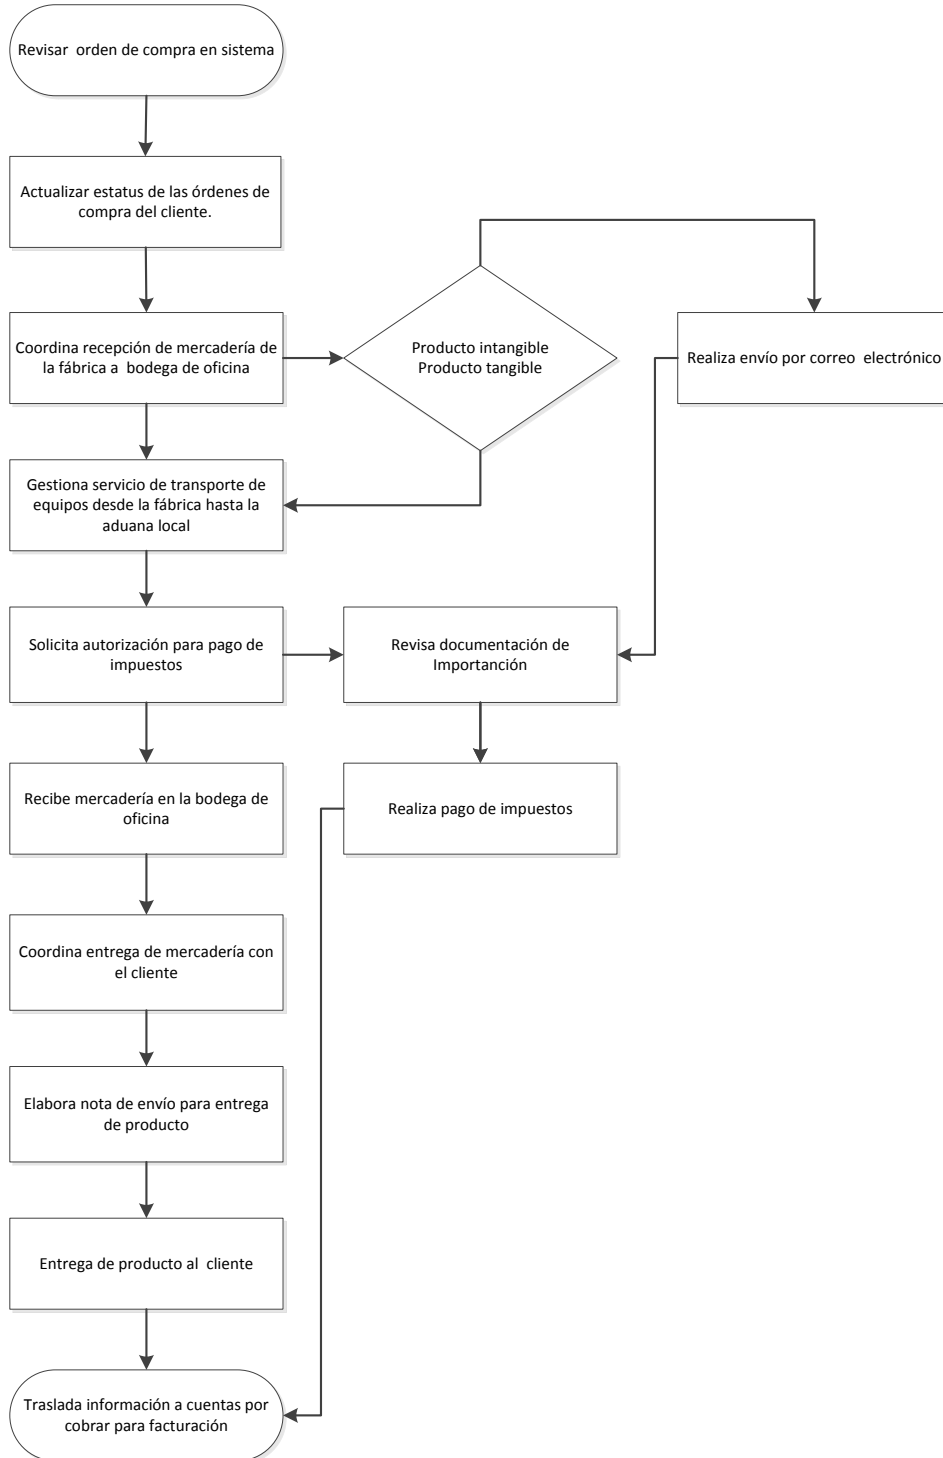 Revisar orden de compra en sistema
Actualizar estatus de las órdenes de
compra del cliente.
Coordina recepción de mercadería de
la fábrica a bodega de oficina
Producto intangible
Producto tangible
Realiza envío por correo electrónico
Gestiona servicio de transporte de
equipos desde la fábrica hasta la
aduana local
Solicita autorización para pago de
impuestos
Revisa documentación de
Importanción
Recibe mercadería en la bodega de
oficina
Realiza pago de impuestos
Coordina entrega de mercadería con
el cliente
Elabora nota de envío para entrega
de producto
Entrega de producto al cliente
Traslada información a cuentas por
cobrar para facturación